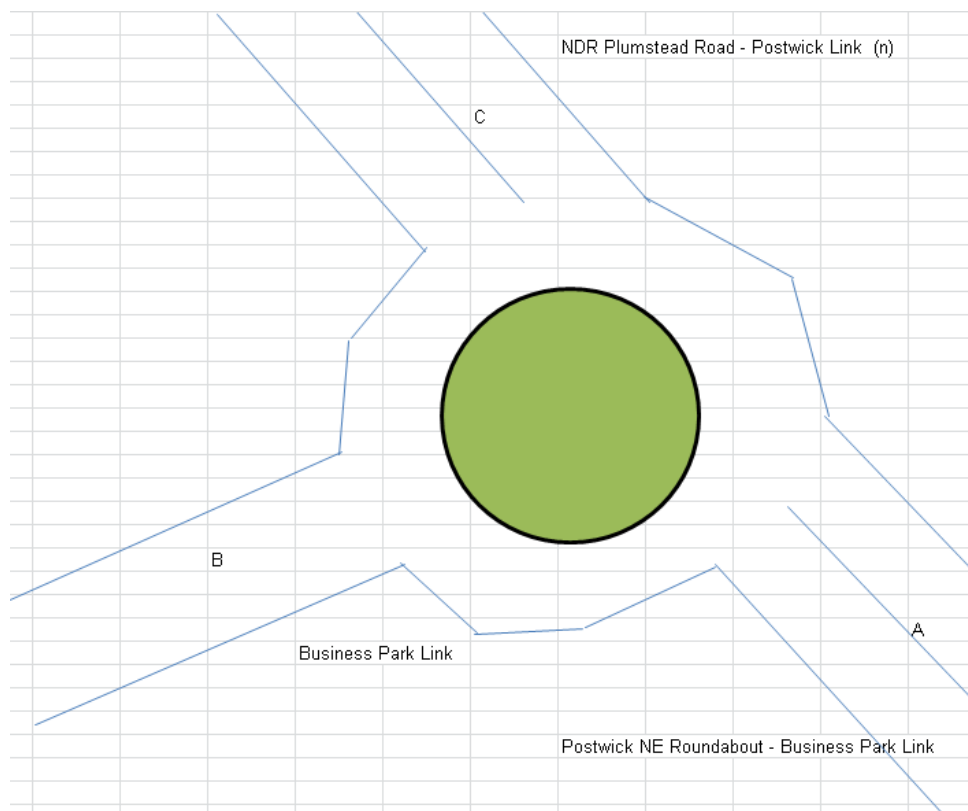 NDR Plumstead Road - Postwick Link (n)
C
B
A
Business Park Link
Postwick NE Roundabout - Business Park Link